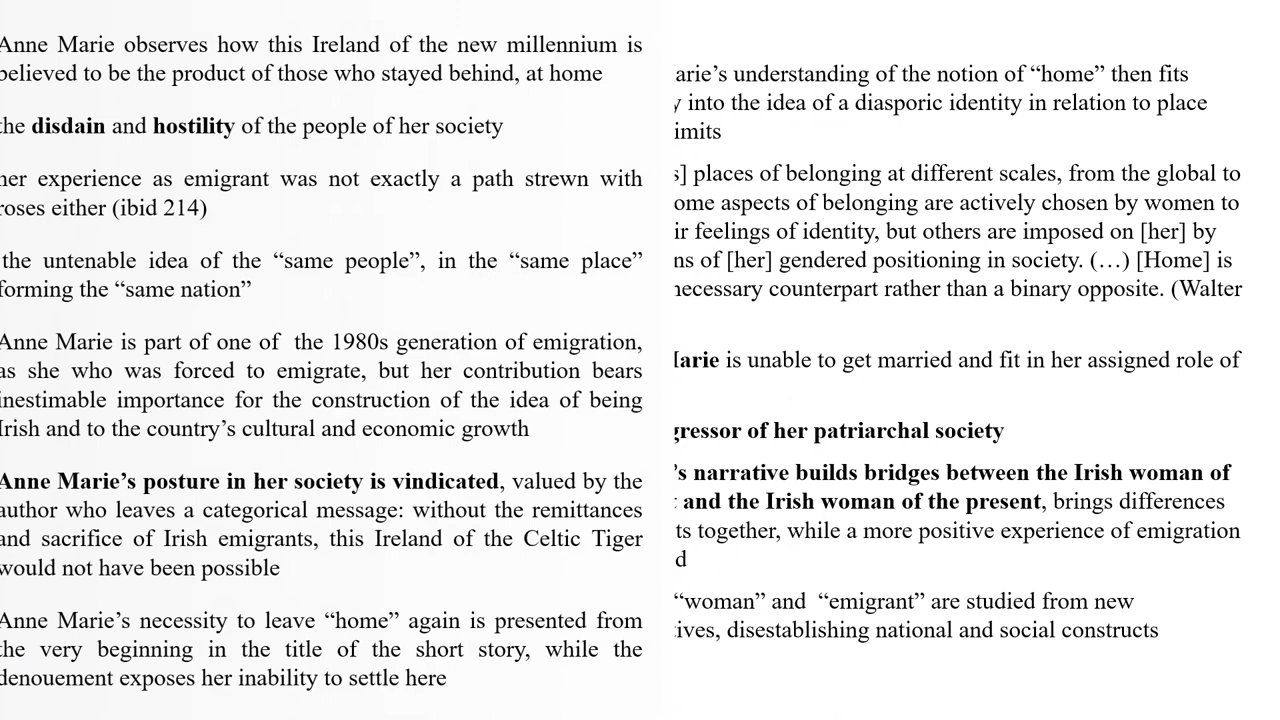 Anne Marie observes how this Ireland of the new millennium is
believed to be the product of those who stayed behind, at home
the disdain and hostility of the people of her society
her experience as emigrant was not exactly a path strewn with
roses either (ibid 214)
the untenable idea of the “same people”, in the “same place”
forming the “same nation”
Anne Marie is part of one of the 1980s generation of emigration,
as she who was forced to emigrate, but her contribution bears
inestimable importance for the construction of the idea of being
Irish and to the country’s cultural and economic growth
Anne Marie’s posture in her society is vindicated, valued by the
author who leaves a categorical message: without the remittances
and sacrifice of Irish emigrants, this Ireland of the Celtic Tiger
would not have been possible
Anne Marie’s necessity to leave “home” again is presented from
the very beginning in the title of the short story, while the
denouement exposes her inability to settle here
arie’s understanding of the notion of “home” then fits
y into the idea of a diasporic identity in relation to place
imits
s] places of belonging at different scales, from the global to
ome aspects of belonging are actively chosen by women to
ir feelings of identity, but others are imposed on [her] by
ns of [her] gendered positioning in society. (…) [Home] is
necessary counterpart rather than a binary opposite. (Walter
arie is unable to get married and fit in her assigned role of
gressor of her patriarchal society
’s narrative builds bridges between the Irish woman of
and the Irish woman of the present, brings differences
ts together, while a more positive experience of emigration
d
“woman” and “emigrant” are studied from new
ives, disestablishing national and social constructs